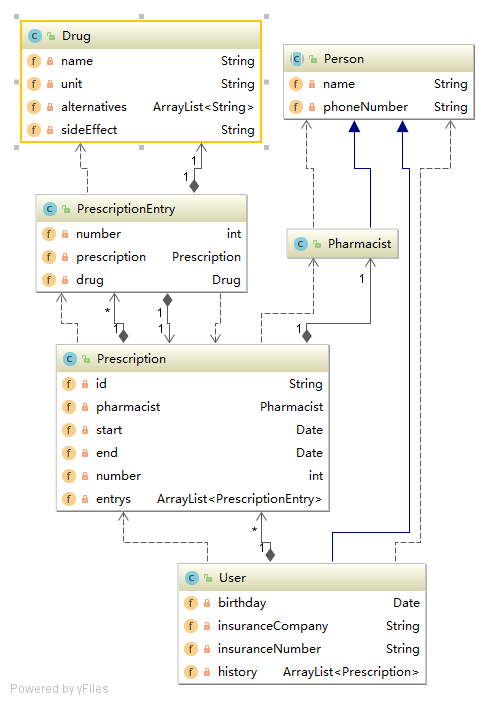 Drug
name String
unit String
alternatives ArrayList<String>
sideEffect String
Person
name String
phoneNumber String
1
1
PrescriptionEntry
number int
prescription Prescription
drug Drug
Pharmacist
*
1
1
1
1
1
Prescription
id String
pharmacist Pharmacist
start Date
end Date
number int
entrys ArrayList<PrescriptionEntry>
*
1
User
birthday Date
insuranceCompany String
insuranceNumber String
history ArrayList<Prescription>
Powered by yFiles